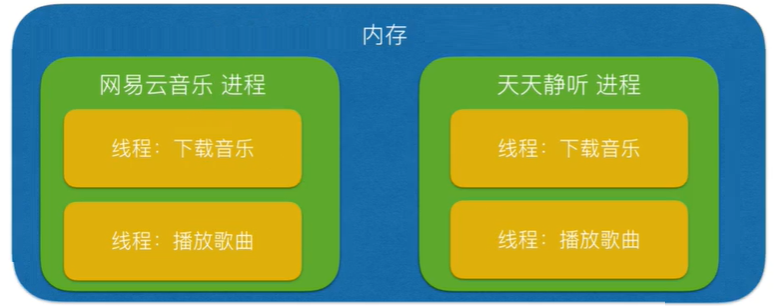 内存
网易云音乐 进程
线程：下载音乐
线程：播放歌曲
天天静听 进程
线程：下载音乐
线程：播放歌曲